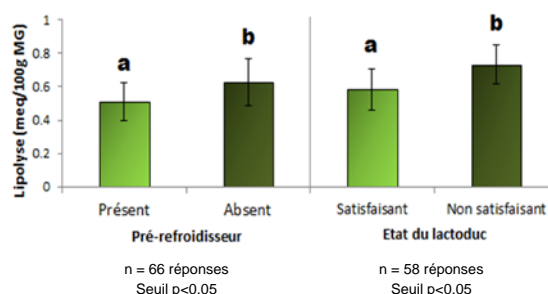 Lipolyse (meq/100g MG)
1
0.8
0.6
0.4
0.2
0
a
b
a
b
Présent
Absent
Satisfaisant
Non satisfaisant
Pré-refroidisseur
Etat du lactoduc
n = 66 réponses
n = 58 réponses
Seuil p<0.05
Seuil p<0.05